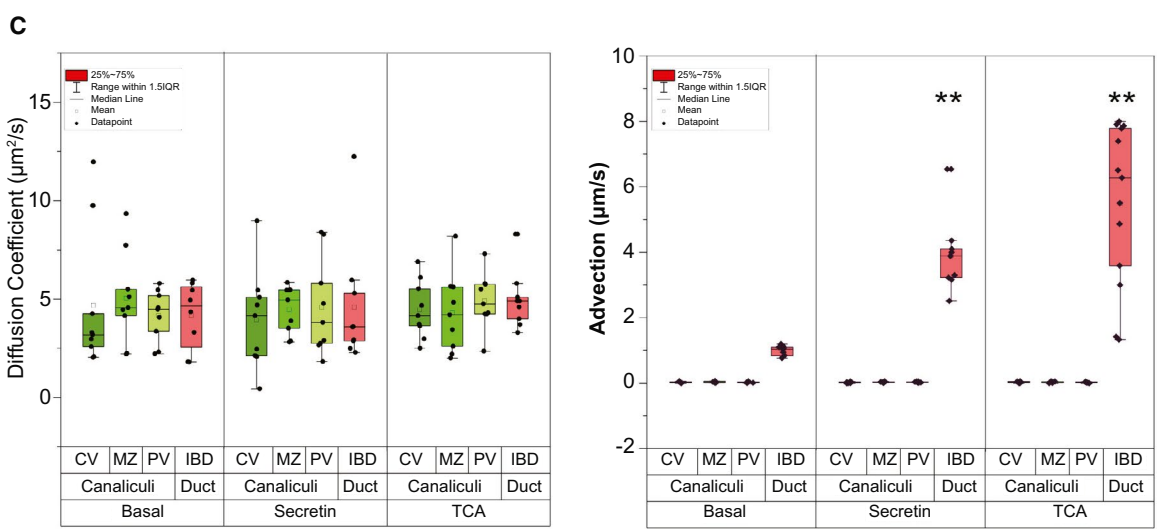 C
Diffusion Coefficient (µm²/s)
15
10
5
0
25%~75%
Range within 1.5IQR
Median Line
Mean
Datapoint
CV MZ PV IBD CV MZ PV IBD CV MZ PV IBD
Canaliculi Duct Canaliculi Duct Canaliculi Duct
Basal Secretin TCA
Advection (µm/s)
10
8
6
4
2
0
-2
25%~75%
Range within 1.5IQR
Median Line
Mean
Datapoint
**
**
CV MZ PV IBD CV MZ PV IBD CV MZ PV IBD
Canaliculi Duct Canaliculi Duct Canaliculi Duct
Basal Secretin TCA